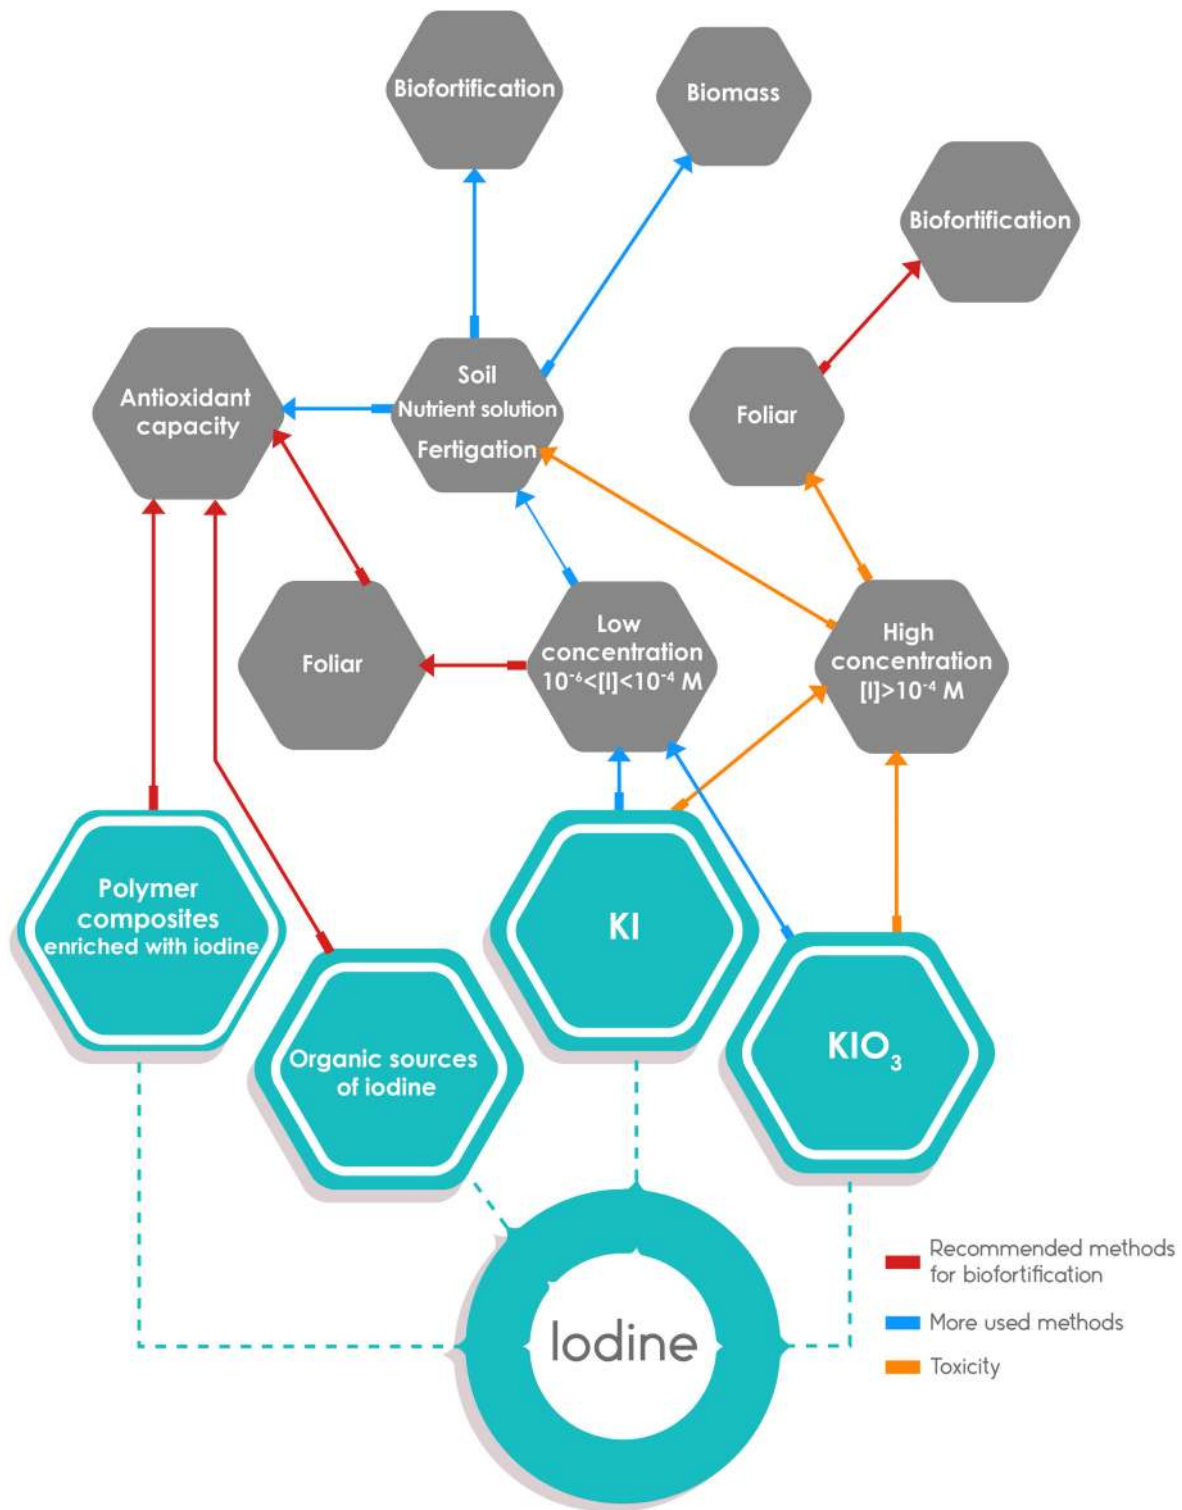 Biofortification
Biomass
Biofortification
Antioxidant
capacity
Soil
Nutrient solution
Fertigation
Foliar
Foliar
Low
concentration
10⁻⁶<[I]<10⁻⁴ M
High
concentration
[I]>10⁻⁴ M
Polymer
composites
enriched with iodine
Organic sources
of iodine
KI
KIO₃
Iodine
Recommended methods
for biofortification
More used methods
Toxicity